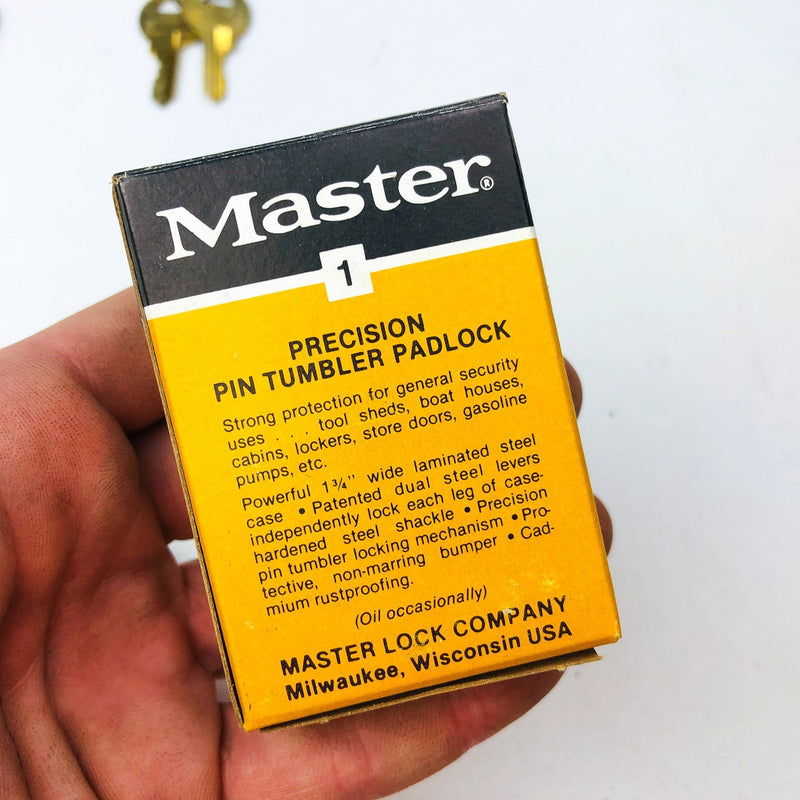 Master®
1
PRECISION
PIN TUMBLER PADLOCK
Strong protection for general security
uses . . . tool sheds, boat houses,
cabins, lockers, store doors, gasoline
pumps, etc.
Powerful 1¾" wide laminated steel
case • Patented dual steel levers
independently lock each leg of case-
hardened steel shackle • Precision
pin tumbler locking mechanism • Pro-
tective, non-marring bumper • Cad-
mium rustproofing.
(Oil occasionally)
MASTER LOCK COMPANY
Milwaukee, Wisconsin USA